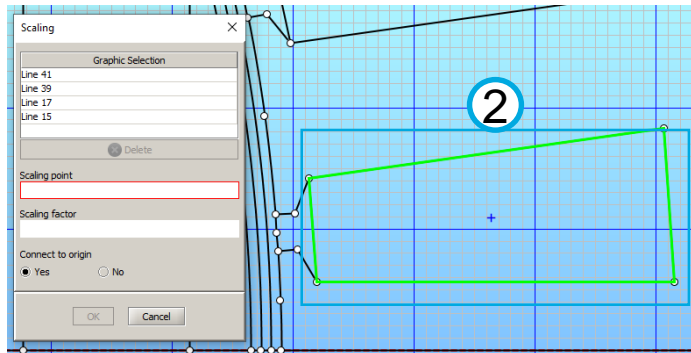 Scaling
Graphic Selection
Line 41
Line 39
Line 17
Line 15
Delete
Scaling point
Scaling factor
Connect to origin
Yes No
OK Cancel
2